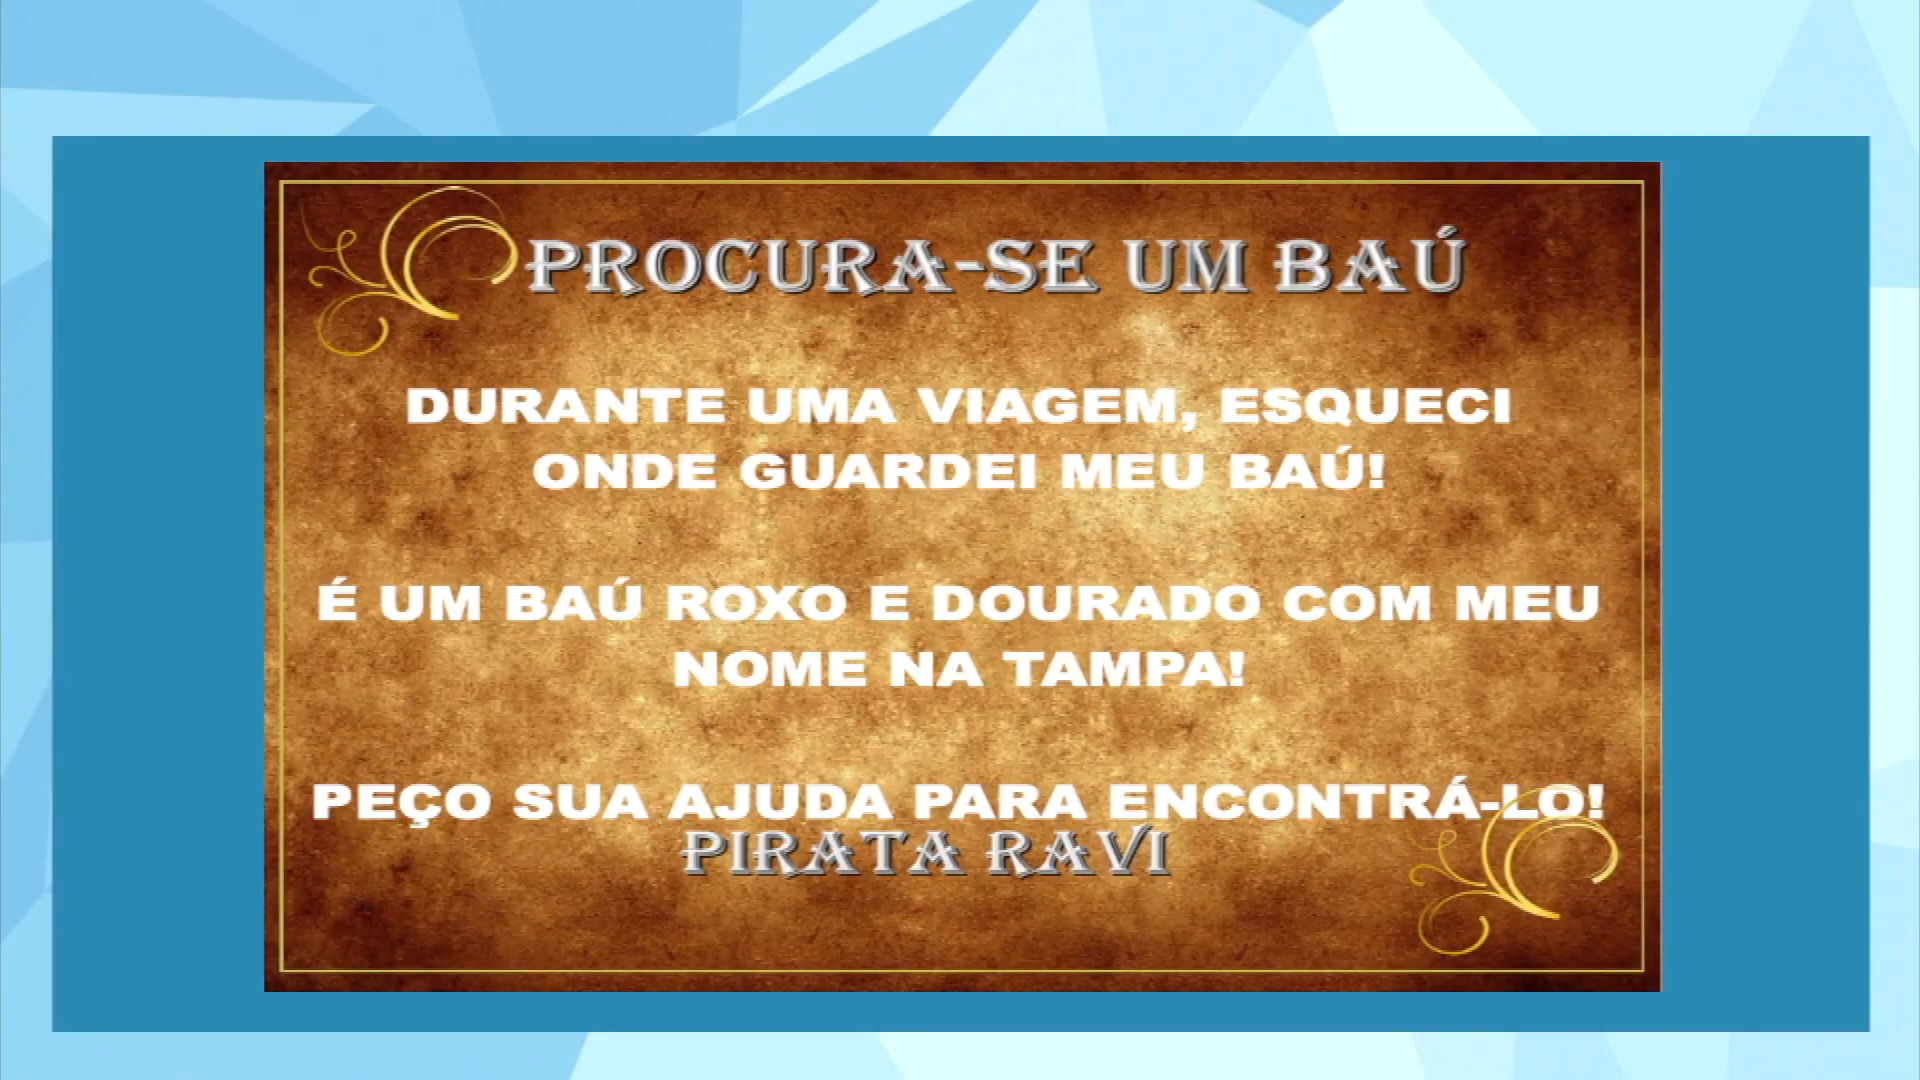 PROCURA-SE UM BAÚ
DURANTE UMA VIAGEM, ESQUECI
ONDE GUARDEI MEU BAÚ!
É UM BAÚ ROXO E DOURADO COM MEU
NOME NA TAMPA!
PEÇO SUA AJUDA PARA ENCONTRÁ-LO!
PIRATA RAVI